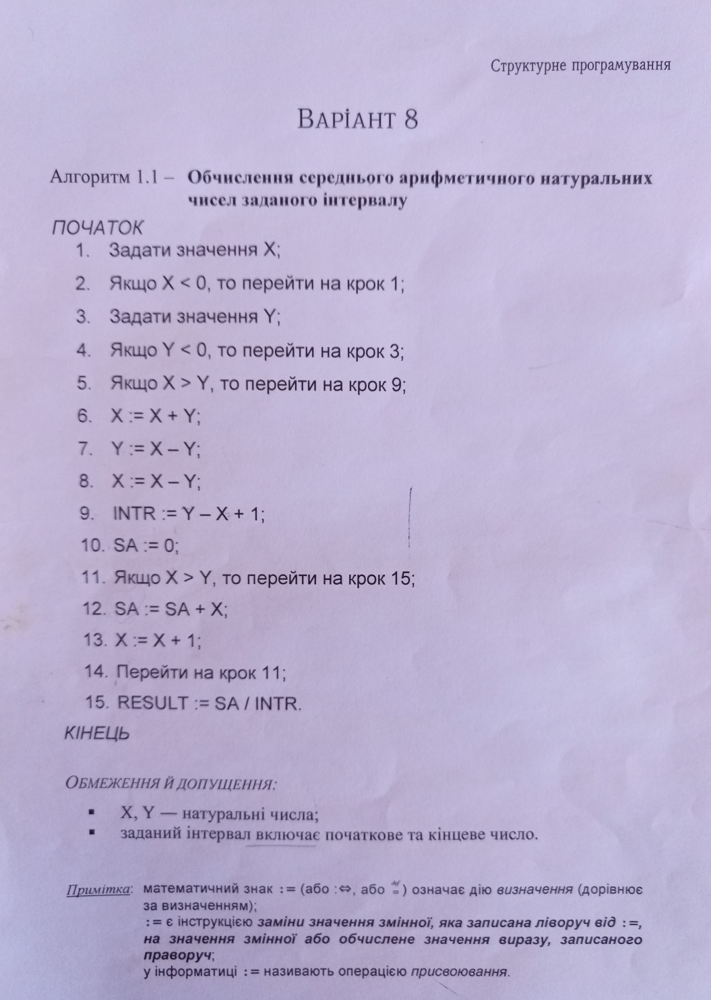 Структурне програмування
Варіант 8
Алгоритм 1.1 – Обчислення середнього арифметичного натуральних
чисел заданого інтервалу
ПОЧАТОК
1. Задати значення X;
2. Якщо X < 0, то перейти на крок 1;
3. Задати значення Y;
4. Якщо Y < 0, то перейти на крок 3;
5. Якщо X > Y, то перейти на крок 9;
6. X := X + Y;
7. Y := X – Y;
8. X := X – Y;
9. INTR := Y – X + 1;
10. SA := 0;
11. Якщо X > Y, то перейти на крок 15;
12. SA := SA + X;
13. X := X + 1;
14. Перейти на крок 11;
15. RESULT := SA / INTR.
КІНЕЦЬ
ОБМЕЖЕННЯ Й ДОПУЩЕННЯ:
▪ X, Y — натуральні числа;
▪ заданий інтервал включає початкове та кінцеве число.
Примітка: математичний знак := (або :⇔, або ≝) означає дію визначення (дорівнює
за визначенням);
:= є інструкцією заміни значення змінної, яка записана ліворуч від :=,
на значення змінної або обчислене значення виразу, записаного
праворуч;
у інформатиці := називають операцією присвоювання.